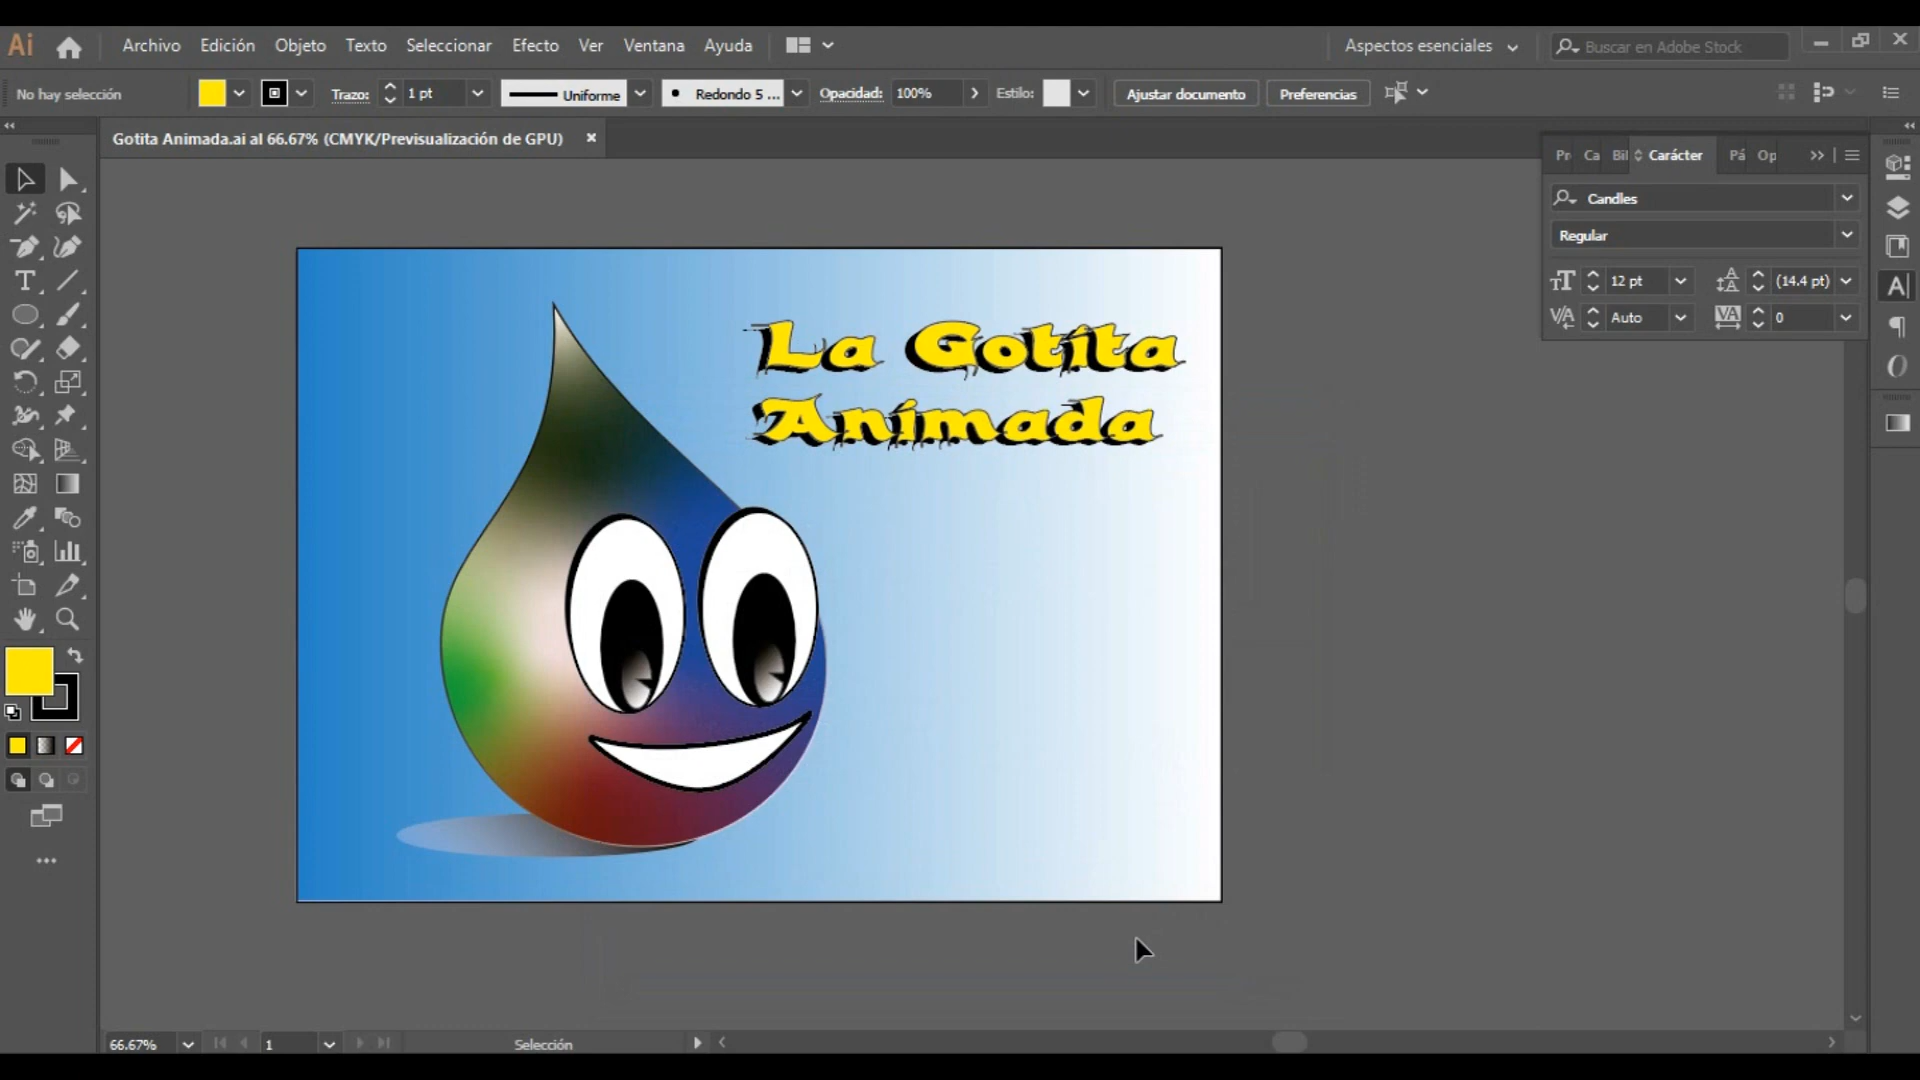 Ai Archivo Edición Objeto Texto Seleccionar Efecto Ver Ventana Ayuda Aspectos esenciales Buscar en Adobe Stock
No hay selección Trazo: 1 pt Uniforme Redondo 5 ... Opacidad: 100% Estilo: Ajustar documento Preferencias
Gotita Animada.ai al 66.67% (CMYK/Previsualización de GPU)
Pr Ca Bil Carácter Pá Op
Candles
Regular
12 pt (14.4 pt)
Auto 0
La Gotita
Animada
66.67% 1 Selección